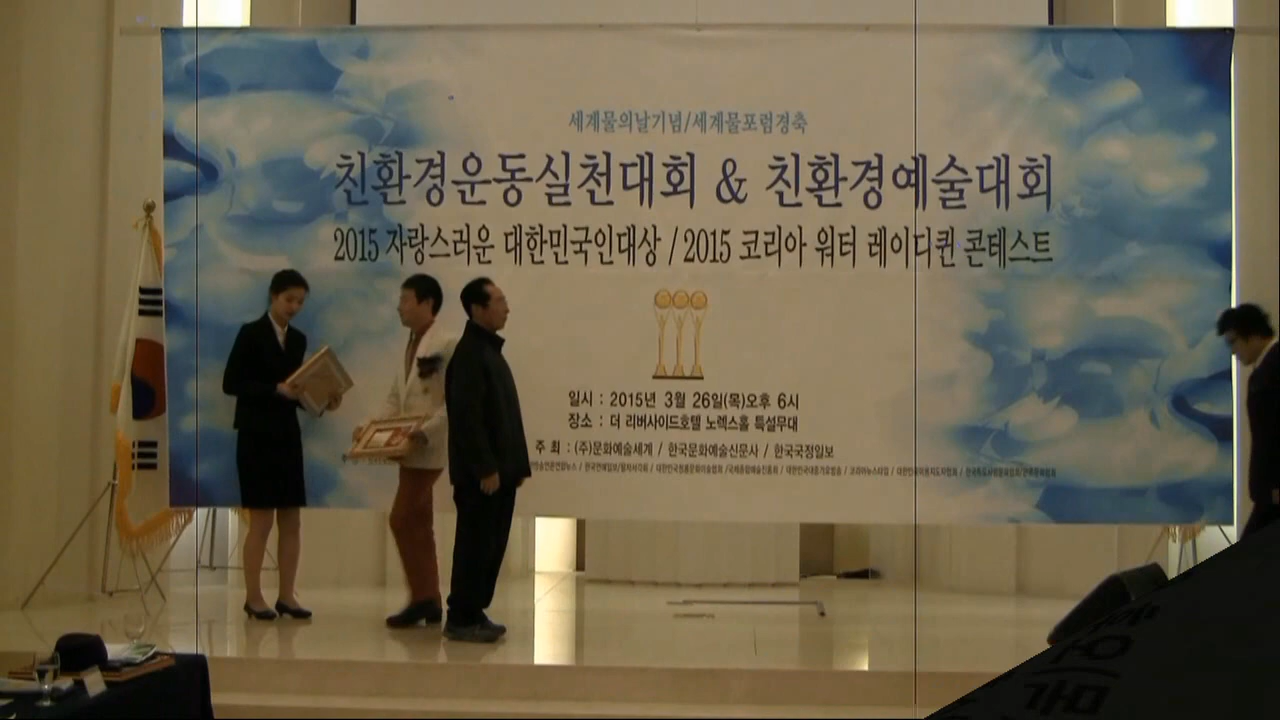 세계물의날기념/세계물포럼경축
친환경운동실천대회 & 친환경예술대회
2015 자랑스러운 대한민국인대상 / 2015 코리아 워터 레이디퀸 콘테스트
일시 : 2015년 3월 26일(목)오후 6시
장소 : 더 리버사이드호텔 노렉스홀 특설무대
주 최 : (주)문화예술세계 / 한국문화예술신문사 / 한국국정일보